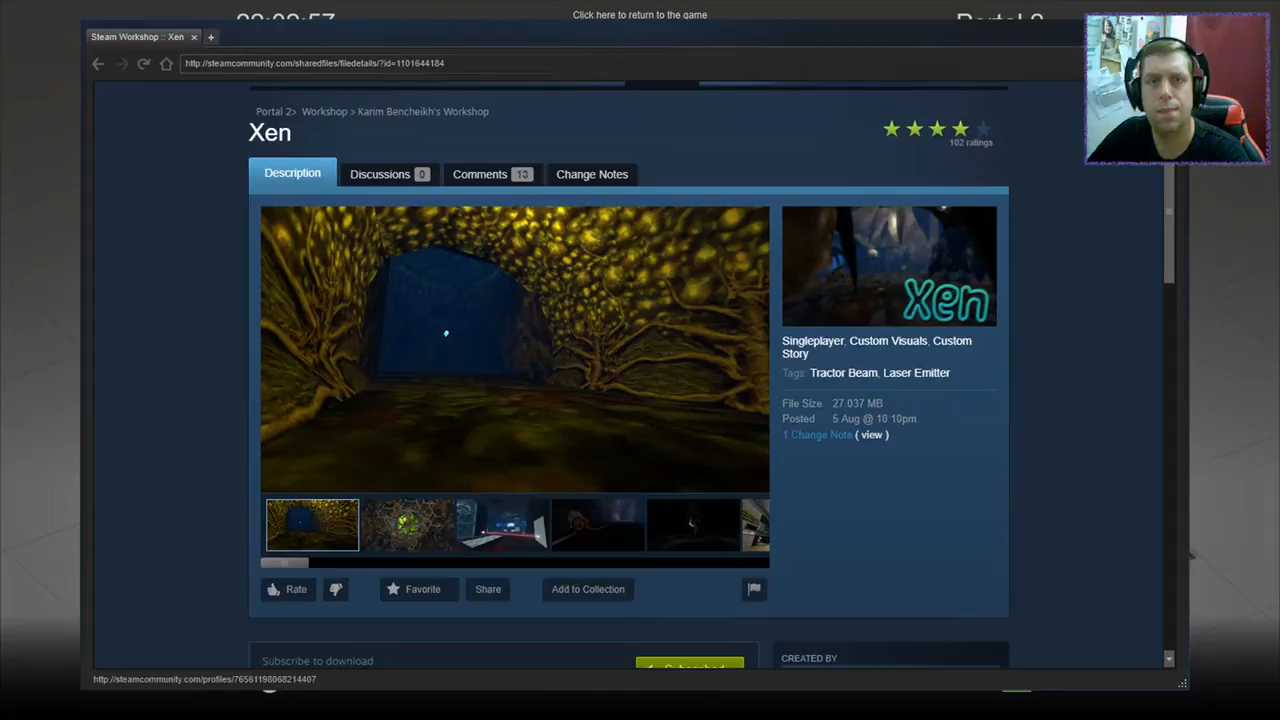 Click here to return to the game
Steam Workshop :: Xen
http://steamcommunity.com/sharedfiles/filedetails/?id=1101644184
Portal 2> Workshop > Karim Bencheikh's Workshop
Xen
102 ratings
Description
Discussions 0
Comments 13
Change Notes
xen
Singleplayer, Custom Visuals, Custom
Story
Tags: Tractor Beam, Laser Emitter
File Size 27.037 MB
Posted 5 Aug @ 10:10pm
1 Change Note ( view )
Rate
Favorite
Share
Add to Collection
Subscribe to download
Subscribed
CREATED BY
http://steamcommunity.com/profiles/76561198068214407